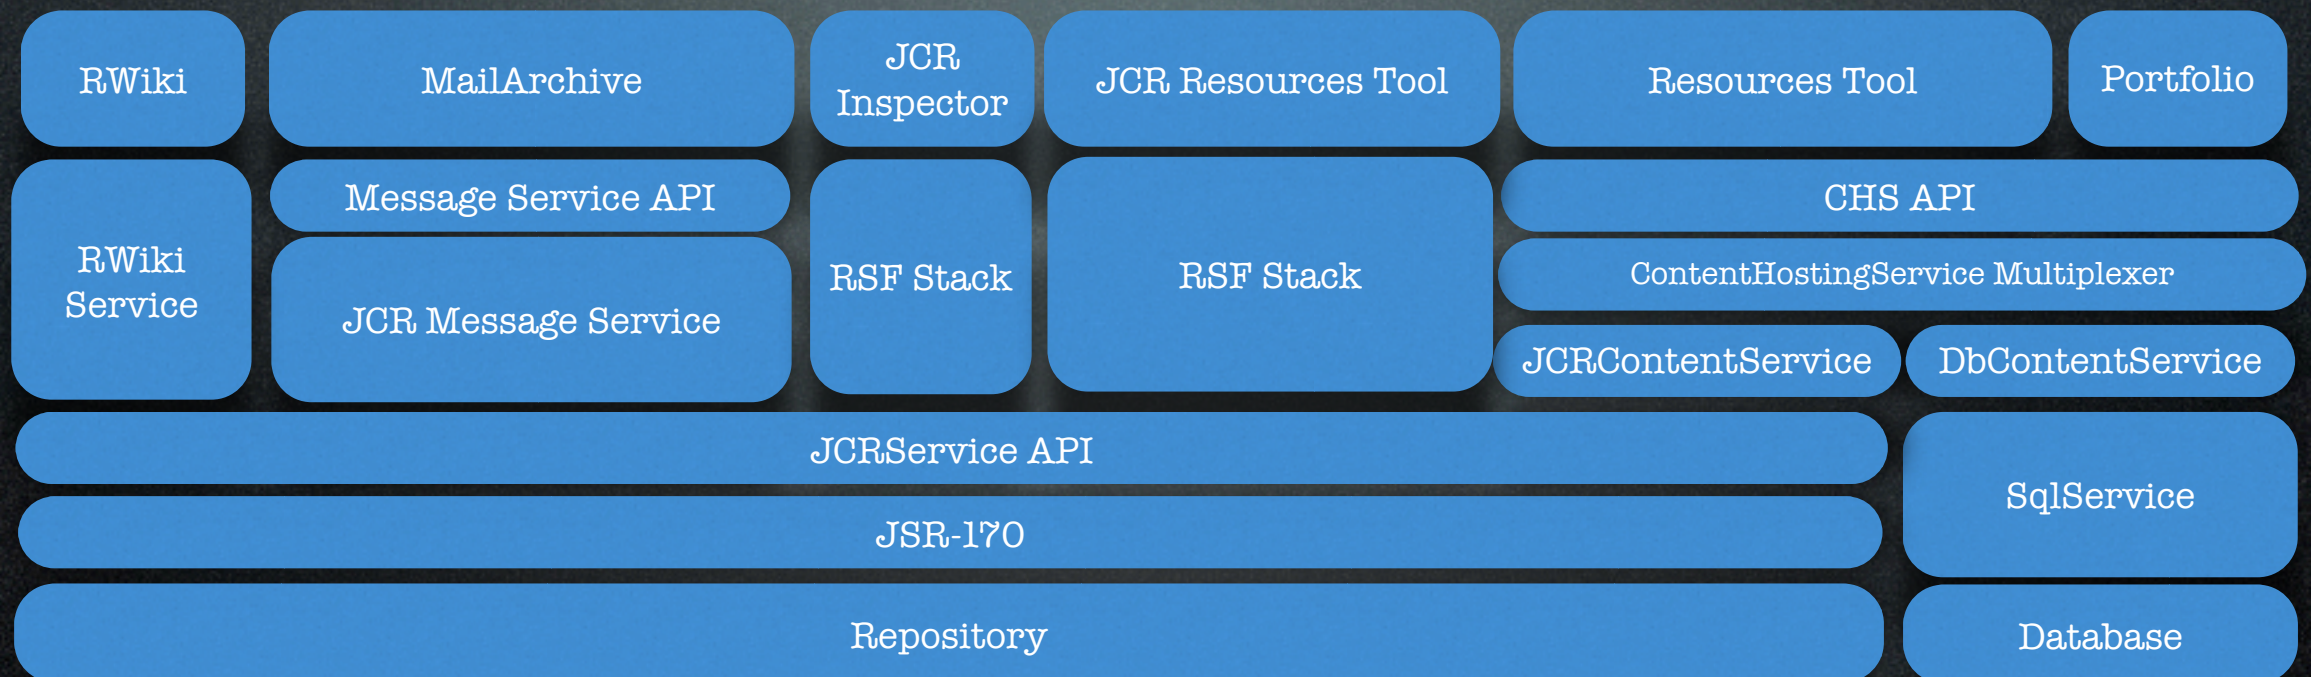 RWiki
MailArchive
JCR
Inspector
JCR Resources Tool
Resources Tool
Portfolio
RWiki
Service
Message Service API
JCR Message Service
RSF Stack
RSF Stack
CHS API
ContentHostingService Multiplexer
JCRContentService
DbContentService
JCRService API
SqlService
JSR-170
Repository
Database